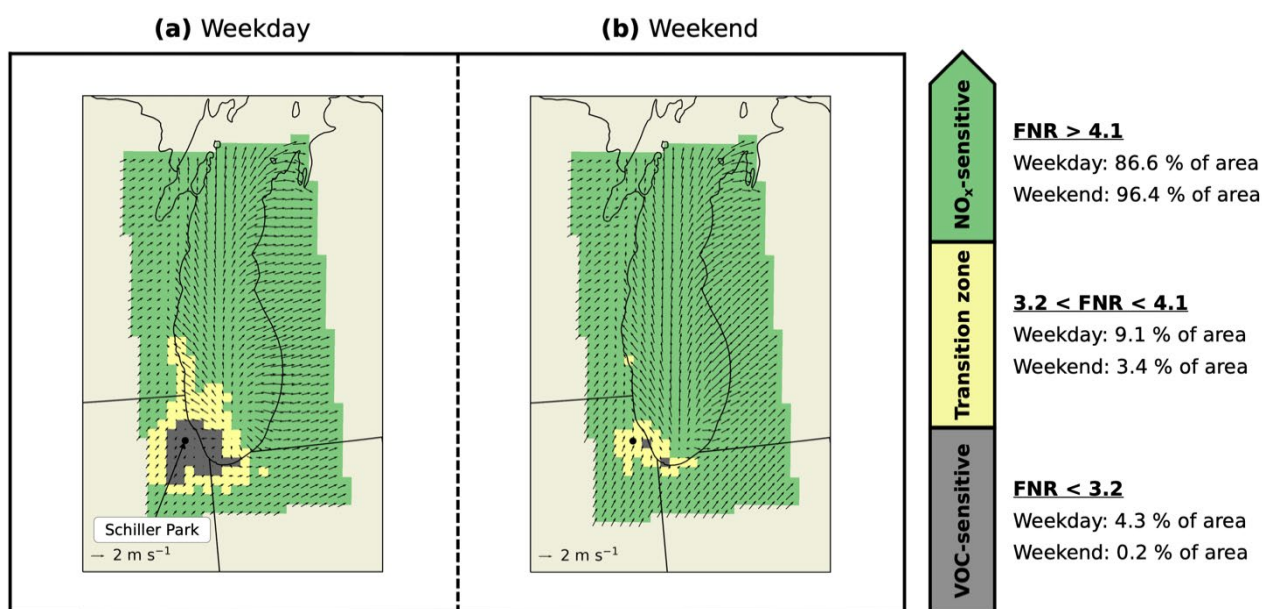 (a) Weekday
(b) Weekend
Schiller Park
→ 2 m s⁻¹
→ 2 m s⁻¹
NOₓ-sensitive
FNR > 4.1
Weekday: 86.6 % of area
Weekend: 96.4 % of area
Transition zone
3.2 < FNR < 4.1
Weekday: 9.1 % of area
Weekend: 3.4 % of area
VOC-sensitive
FNR < 3.2
Weekday: 4.3 % of area
Weekend: 0.2 % of area